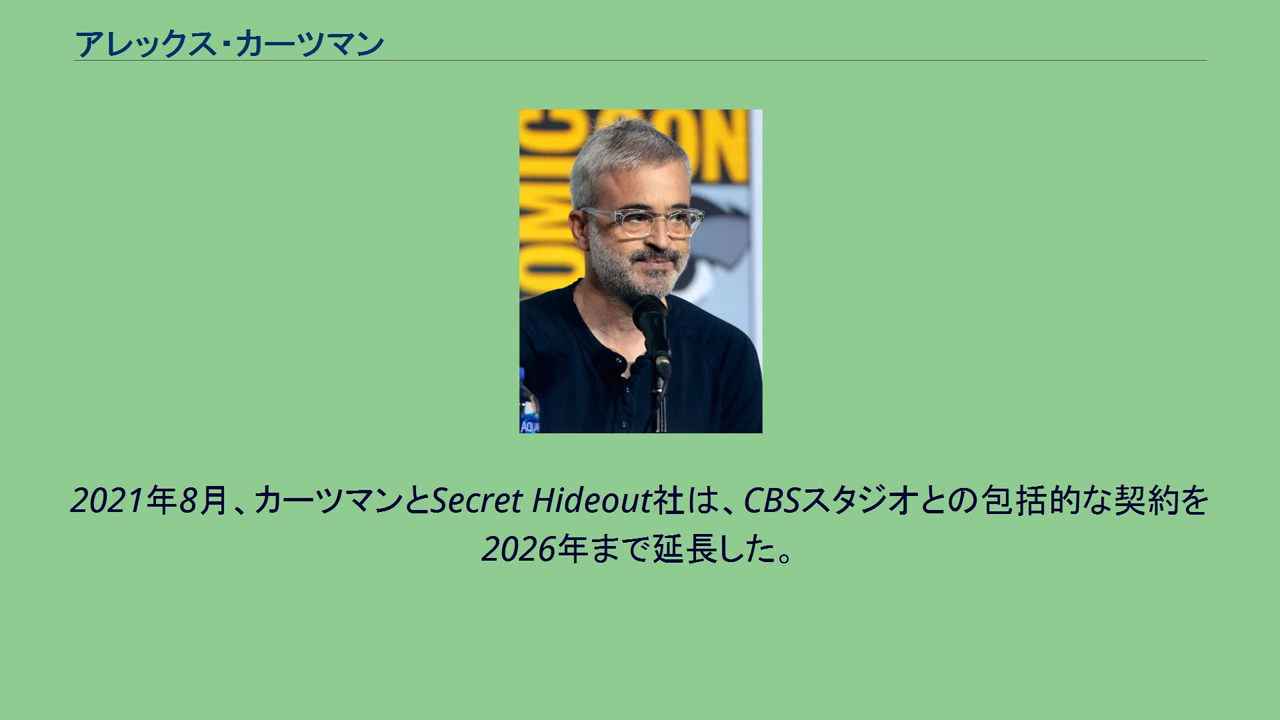 アレックス・カーツマン
COMIC CON
AQUA
2021年8月、カーツマンとSecret Hideout社は、CBSスタジオとの包括的な契約を
2026年まで延長した。